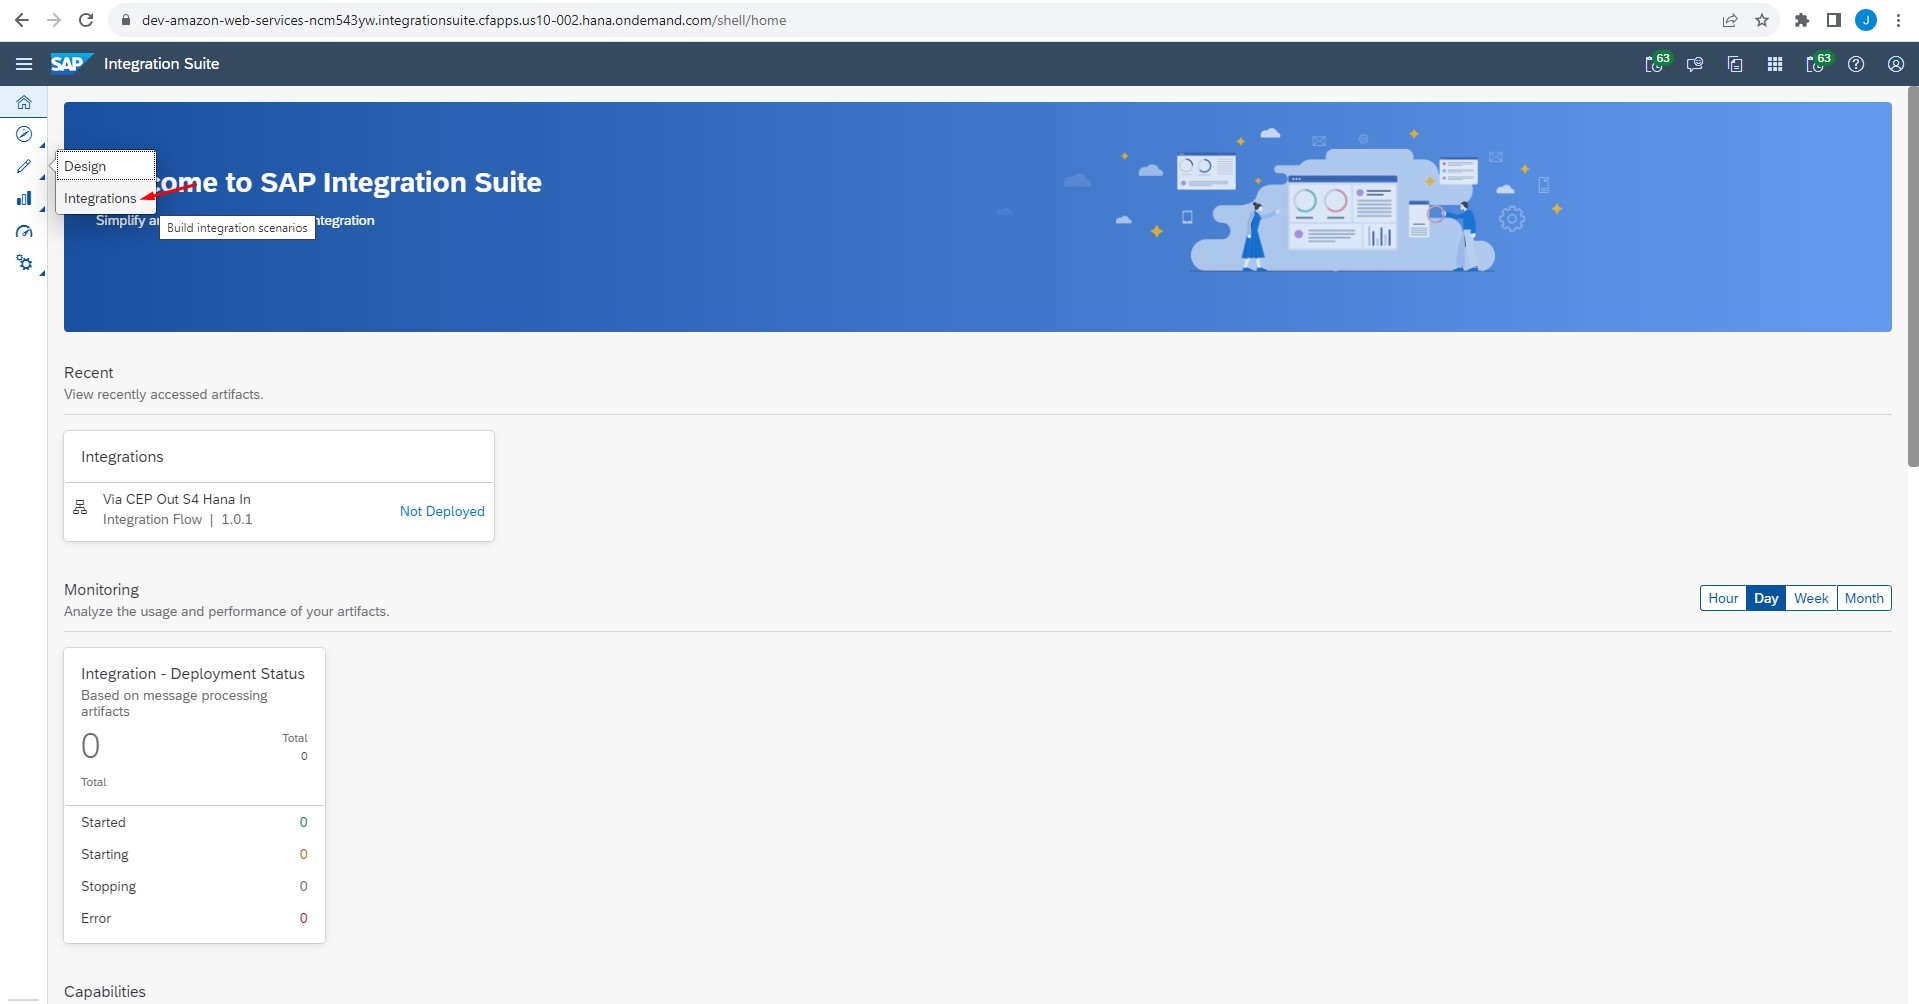 dev-amazon-web-services-ncm543yw.integrationsuite.cfapps.us10-002.hana.ondemand.com/shell/home
J
SAP Integration Suite
63
63
Design
Integrations
come to SAP Integration Suite
Simplify
ntegration
Build integration scenarios
Recent
View recently accessed artifacts.
Integrations
Via CEP Out S4 Hana In
Integration Flow | 1.0.1
Not Deployed
Monitoring
Analyze the usage and performance of your artifacts.
Hour Day Week Month
Integration - Deployment Status
Based on message processing
artifacts
0
Total
Total
0
Started 0
Starting 0
Stopping 0
Error 0
Capabilities